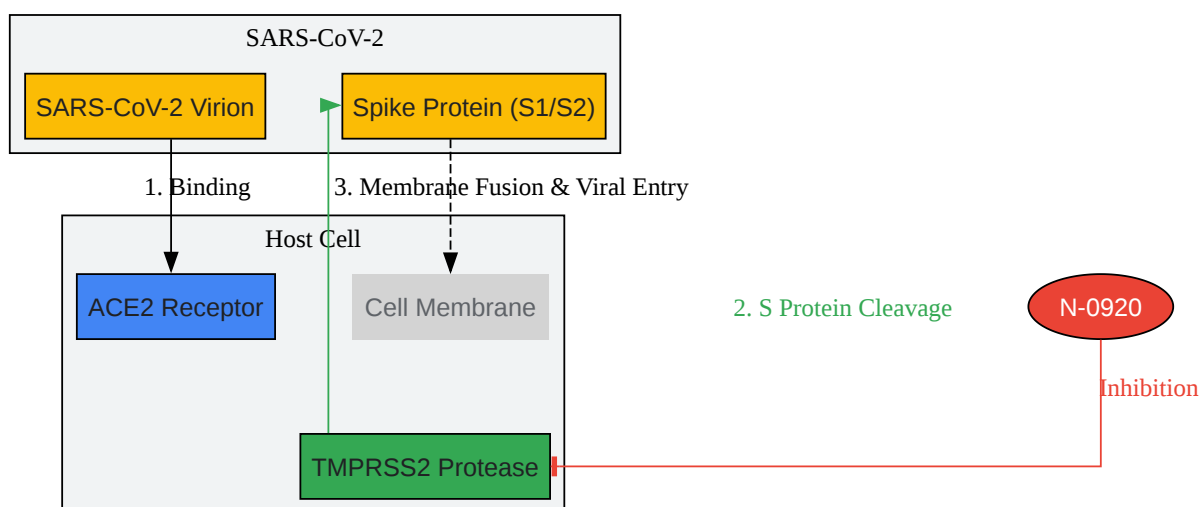 SARS-CoV-2
SARS-CoV-2 Virion
Spike Protein (S1/S2)
1. Binding
3. Membrane Fusion & Viral Entry
Host Cell
ACE2 Receptor
Cell Membrane
2. S Protein Cleavage
N-0920
Inhibition
TMPRSS2 Protease